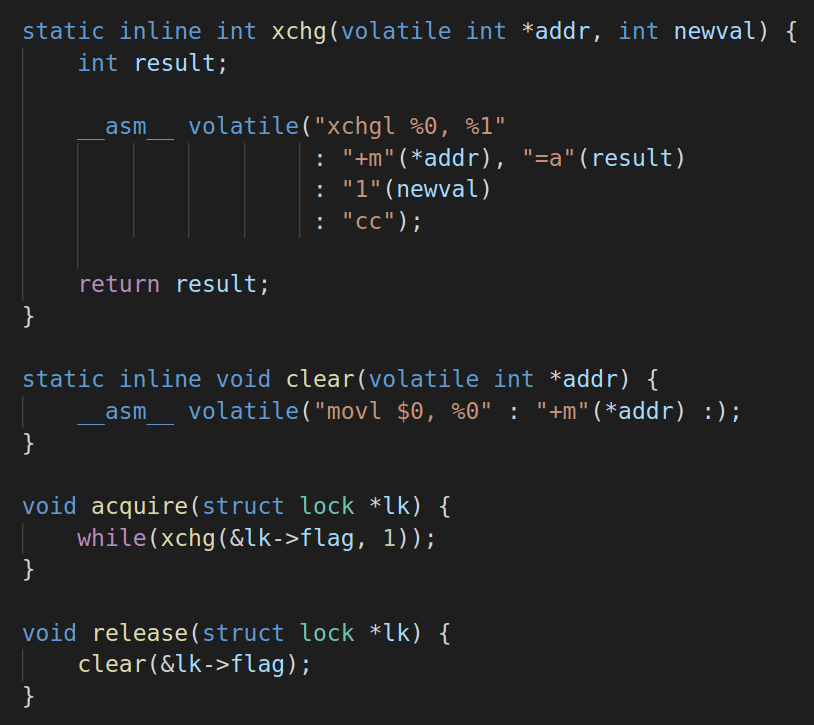 static inline int xchg(volatile int *addr, int newval) {
    int result;

    __asm__ volatile("xchgl %0, %1"
                     : "+m"(*addr), "=a"(result)
                     : "1"(newval)
                     : "cc");

    return result;
}

static inline void clear(volatile int *addr) {
    __asm__ volatile("movl $0, %0" : "+m"(*addr) :);
}

void acquire(struct lock *lk) {
    while(xchg(&lk->flag, 1));
}

void release(struct lock *lk) {
    clear(&lk->flag);
}